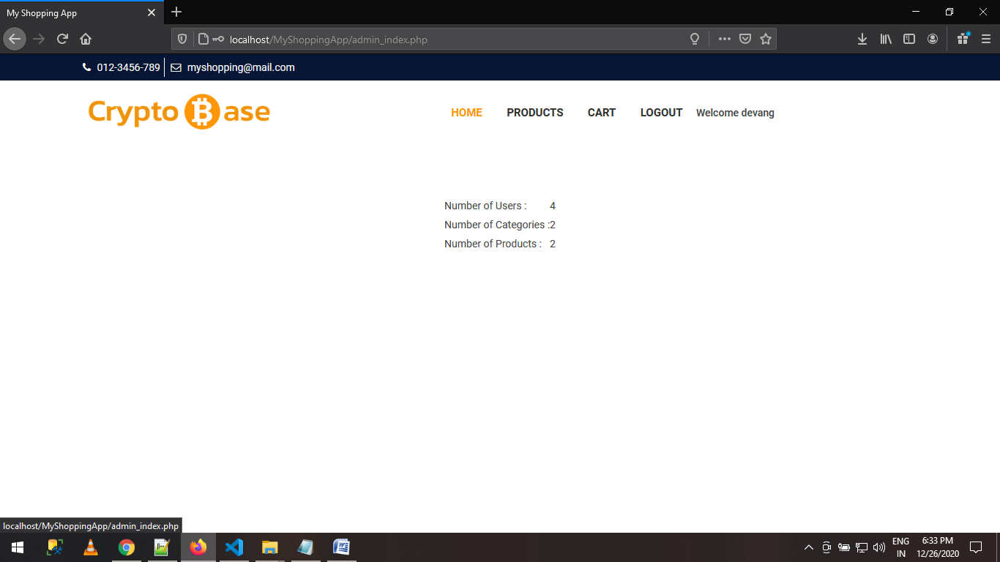 My Shopping App
localhost/MyShoppingApp/admin_index.php
012-3456-789 myshopping@mail.com
Crypto Base HOME PRODUCTS CART LOGOUT Welcome devang
Number of Users : 4
Number of Categories :2
Number of Products : 2
localhost/MyShoppingApp/admin_index.php
ENG 6:33 PM
IN 12/26/2020